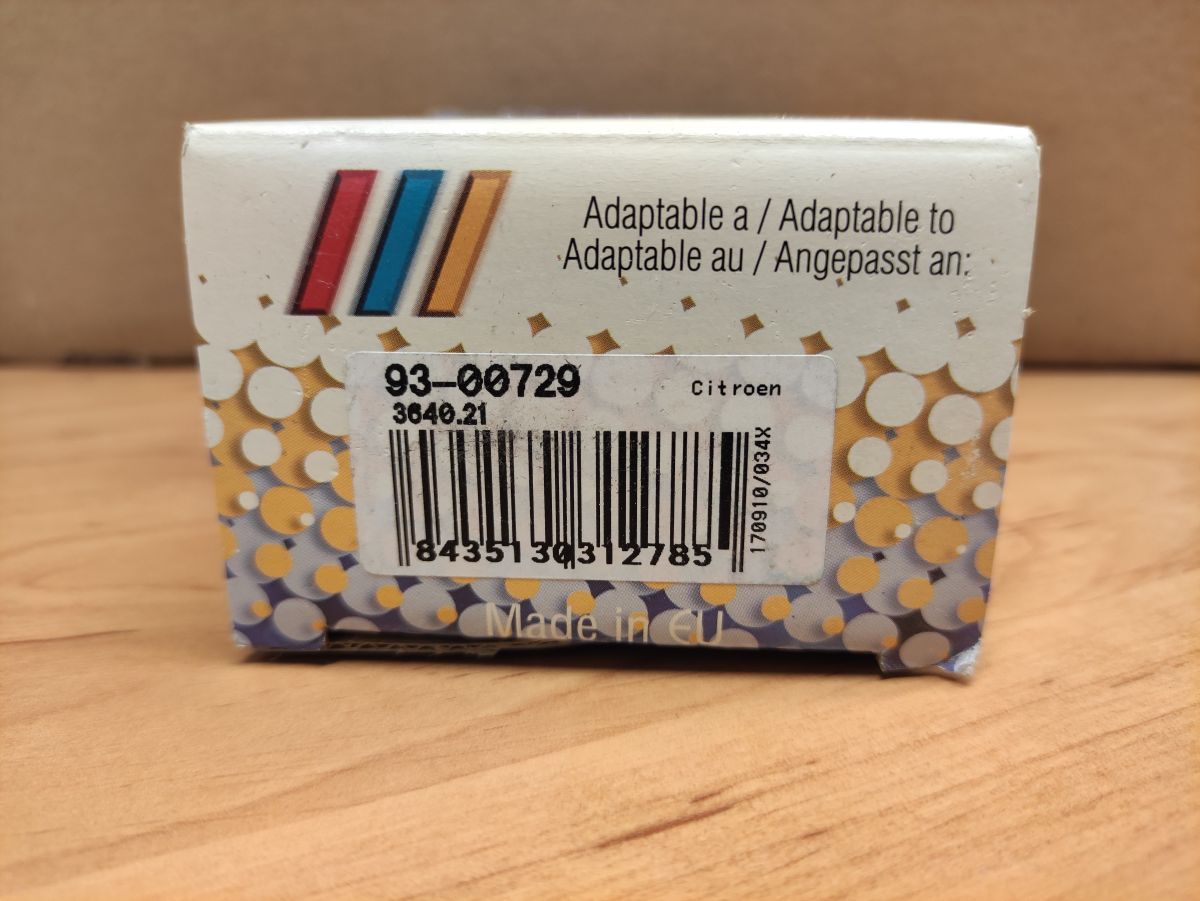 Adaptable a / Adaptable to
Adaptable au / Angepasst an:
93-00729
Citroen
3640.21
170910/034X
8435130312785
Made in EU